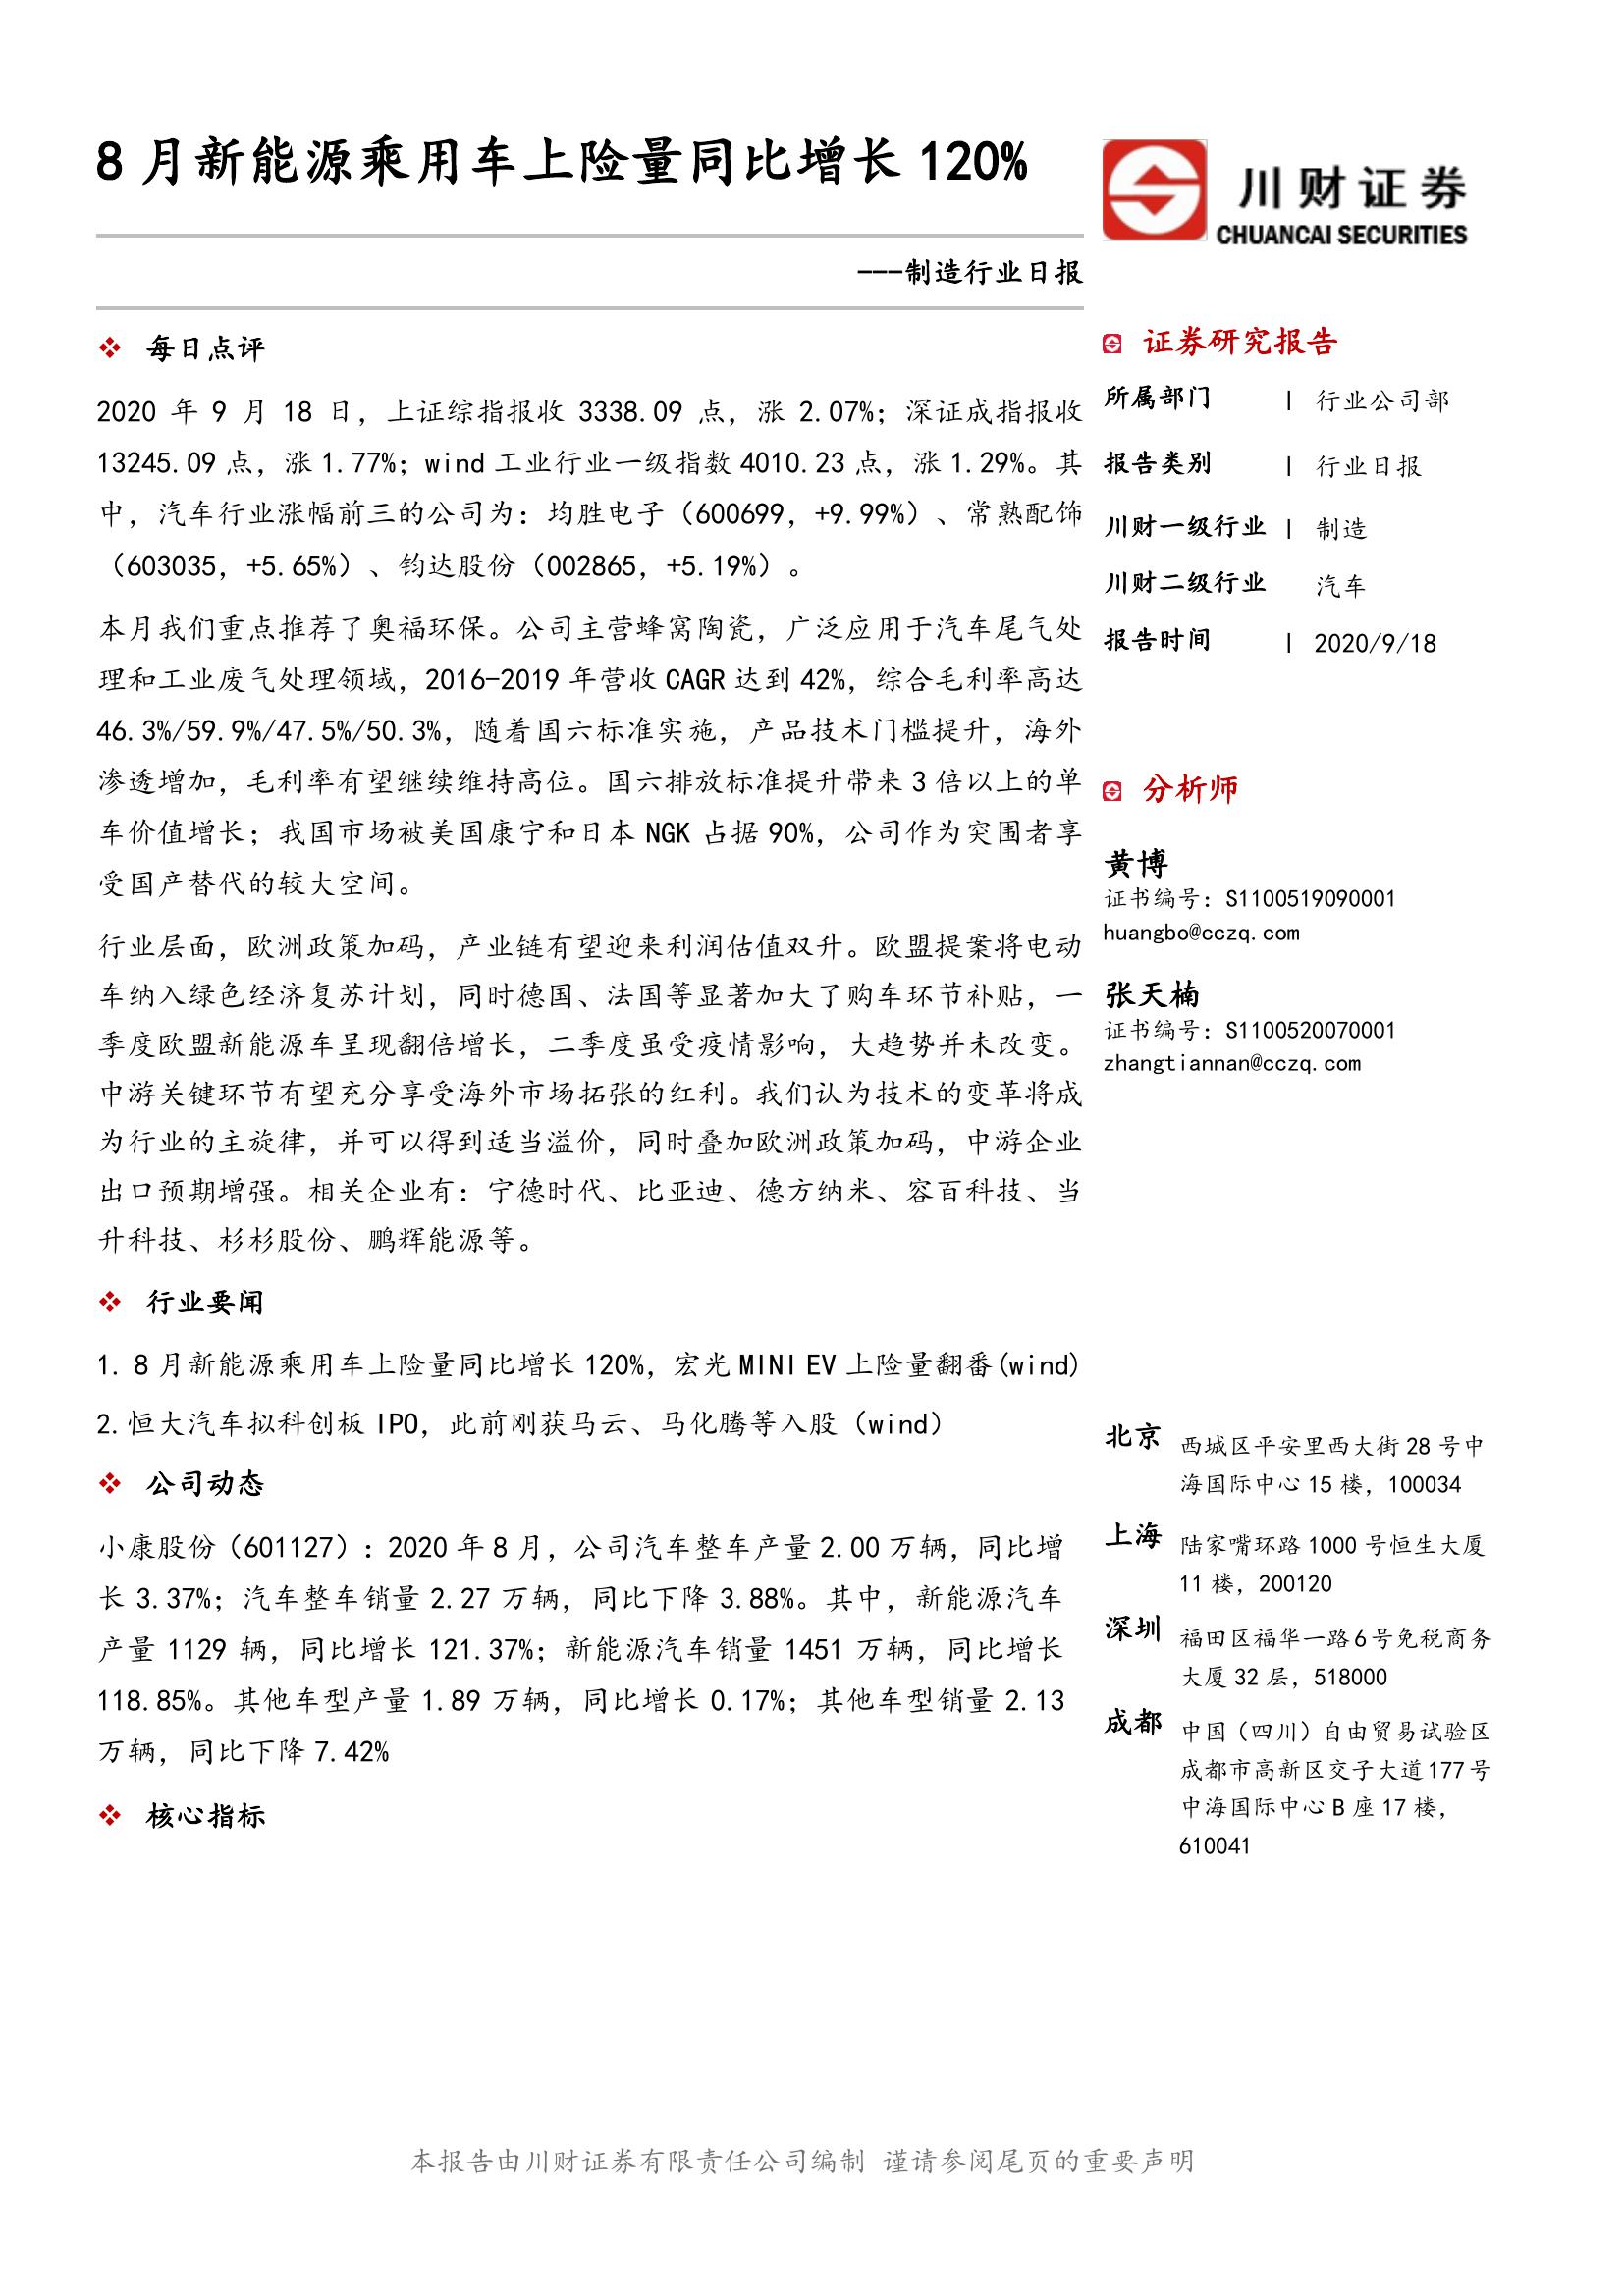 8 月新能源乘用车上险量同比增长 120%
---制造行业日报
❖ 每日点评
2020 年 9 月 18 日，上证综指报收 3338.09 点，涨 2.07%；深证成指报收
13245.09 点，涨 1.77%；wind 工业行业一级指数 4010.23 点，涨 1.29%。其
中，汽车行业涨幅前三的公司为：均胜电子（600699，+9.99%）、常熟配饰
（603035，+5.65%）、钧达股份（002865，+5.19%）。
本月我们重点推荐了奥福环保。公司主营蜂窝陶瓷，广泛应用于汽车尾气处
理和工业废气处理领域，2016-2019 年营收 CAGR 达到 42%，综合毛利率高达
46.3%/59.9%/47.5%/50.3%，随着国六标准实施，产品技术门槛提升，海外
渗透增加，毛利率有望继续维持高位。国六排放标准提升带来 3 倍以上的单
车价值增长；我国市场被美国康宁和日本 NGK 占据 90%，公司作为突围者享
受国产替代的较大空间。
行业层面，欧洲政策加码，产业链有望迎来利润估值双升。欧盟提案将电动
车纳入绿色经济复苏计划，同时德国、法国等显著加大了购车环节补贴，一
季度欧盟新能源车呈现翻倍增长，二季度虽受疫情影响，大趋势并未改变。
中游关键环节有望充分享受海外市场拓张的红利。我们认为技术的变革将成
为行业的主旋律，并可以得到适当溢价，同时叠加欧洲政策加码，中游企业
出口预期增强。相关企业有：宁德时代、比亚迪、德方纳米、容百科技、当
升科技、杉杉股份、鹏辉能源等。
❖ 行业要闻
1. 8 月新能源乘用车上险量同比增长 120%，宏光 MINI EV 上险量翻番(wind)
2. 恒大汽车拟科创板 IPO，此前刚获马云、马化腾等入股（wind）
❖ 公司动态
小康股份（601127）：2020 年 8 月，公司汽车整车产量 2.00 万辆，同比增
长 3.37%；汽车整车销量 2.27 万辆，同比下降 3.88%。其中，新能源汽车
产量 1129 辆，同比增长 121.37%；新能源汽车销量 1451 万辆，同比增长
118.85%。其他车型产量 1.89 万辆，同比增长 0.17%；其他车型销量 2.13
万辆，同比下降 7.42%
❖ 核心指标
川财证券
CHUANCAI SECURITIES
证券研究报告
所属部门 | 行业公司部
报告类别 | 行业日报
川财一级行业 | 制造
川财二级行业 汽车
报告时间 | 2020/9/18
分析师
黄博
证书编号：S1100519090001
huangbo@cczq.com
张天楠
证书编号：S1100520070001
zhangtiannan@cczq.com
北京 西城区平安里西大街 28 号中
海国际中心 15 楼，100034
上海 陆家嘴环路 1000 号恒生大厦
11 楼，200120
深圳 福田区福华一路 6 号免税商务
大厦 32 层，518000
成都 中国（四川）自由贸易试验区
成都市高新区交子大道 177 号
中海国际中心 B 座 17 楼，
610041
本报告由川财证券有限责任公司编制 谨请参阅尾页的重要声明